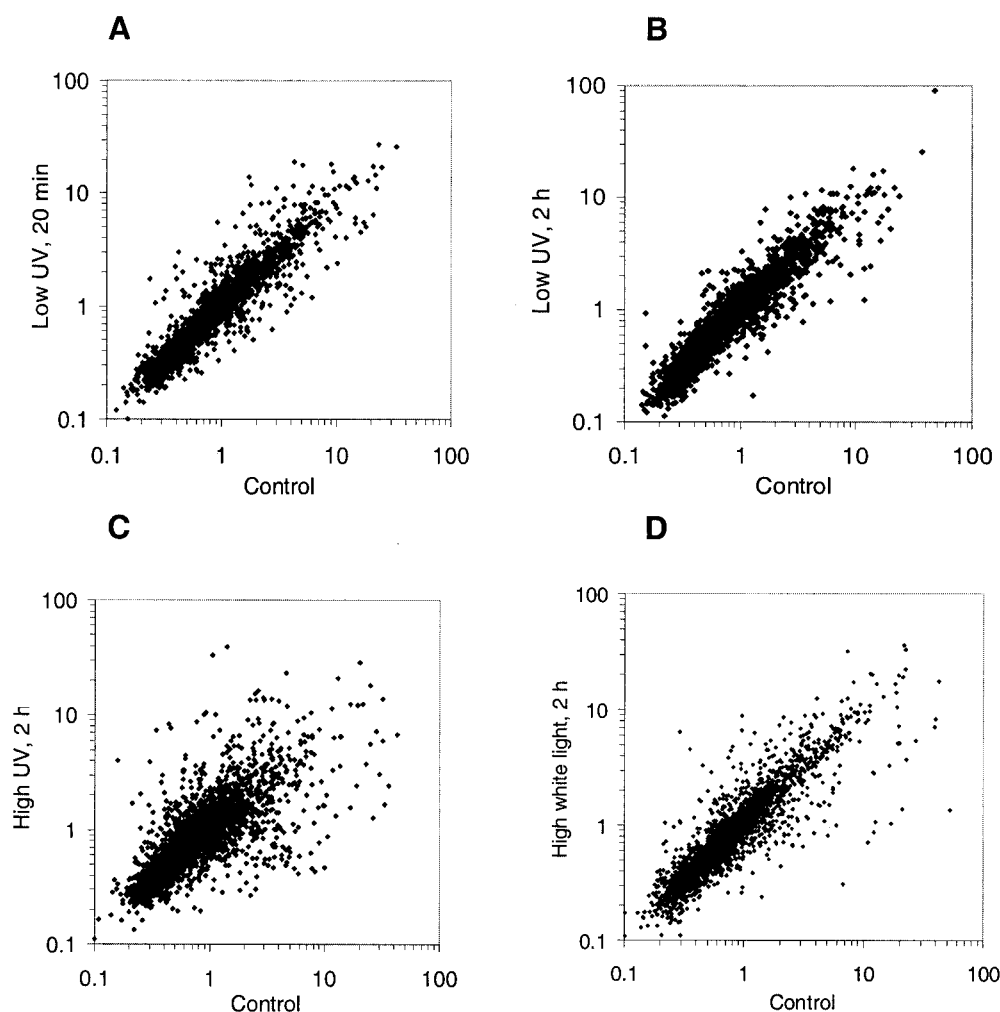 A
100
10
1
0.1
Low UV, 20 min
0.1 1 10 100
Control
B
100
10
1
0.1
Low UV, 2 h
0.1 1 10 100
Control
C
100
10
1
0.1
High UV, 2 h
0.1 1 10 100
Control
D
100
10
1
0.1
High white light, 2 h
0.1 1 10 100
Control